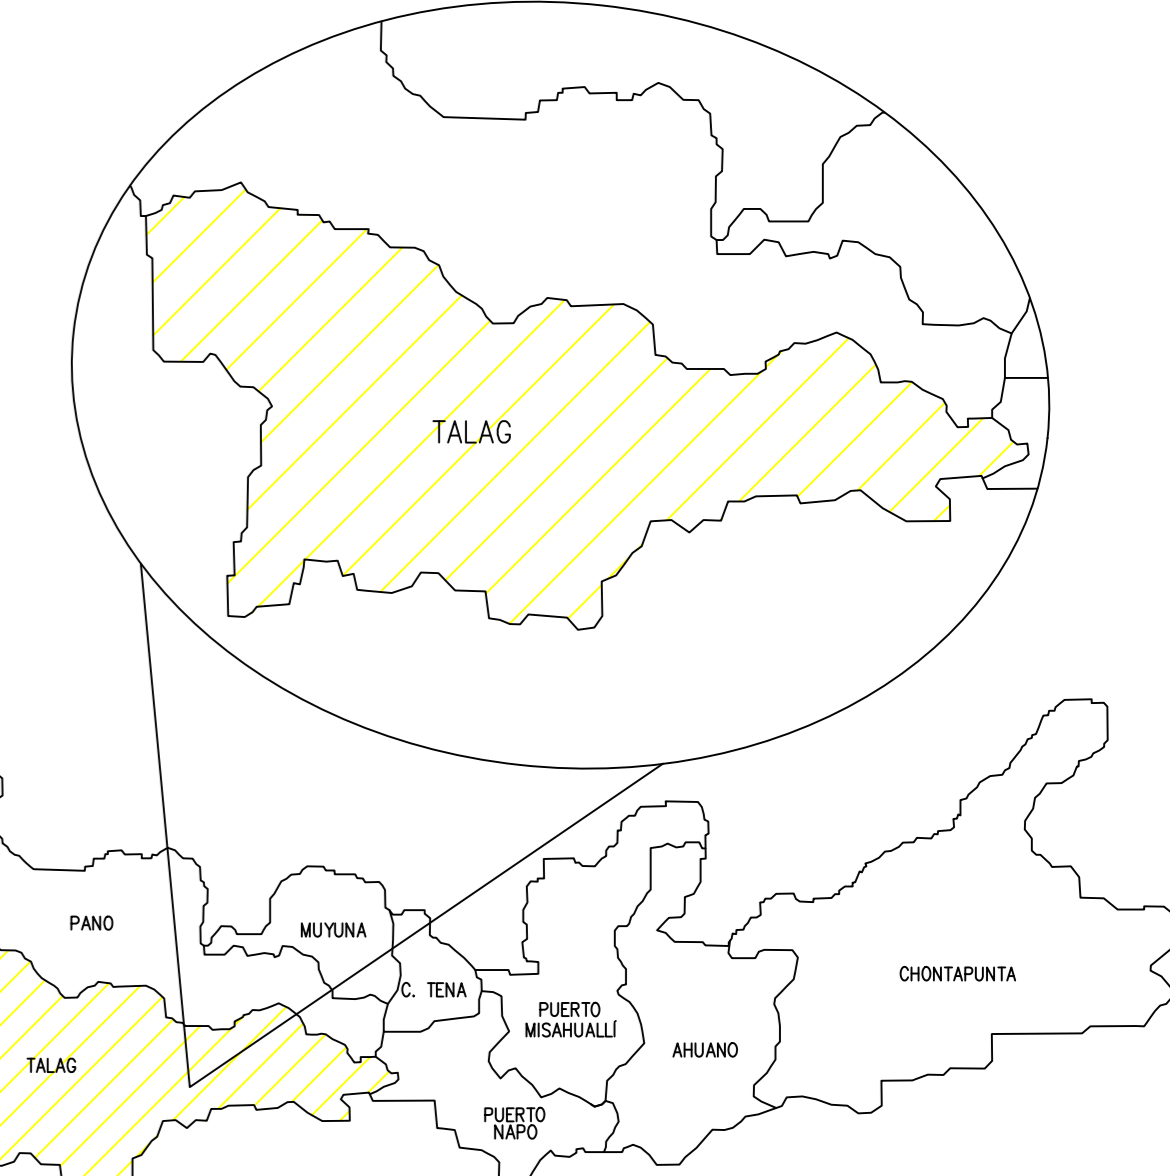 TALAG
PANO
MUYUNA
C. TENA
CHONTAPUNTA
PUERTO
MISAHUALLÍ
AHUANO
TALAG
PUERTO
NAPO